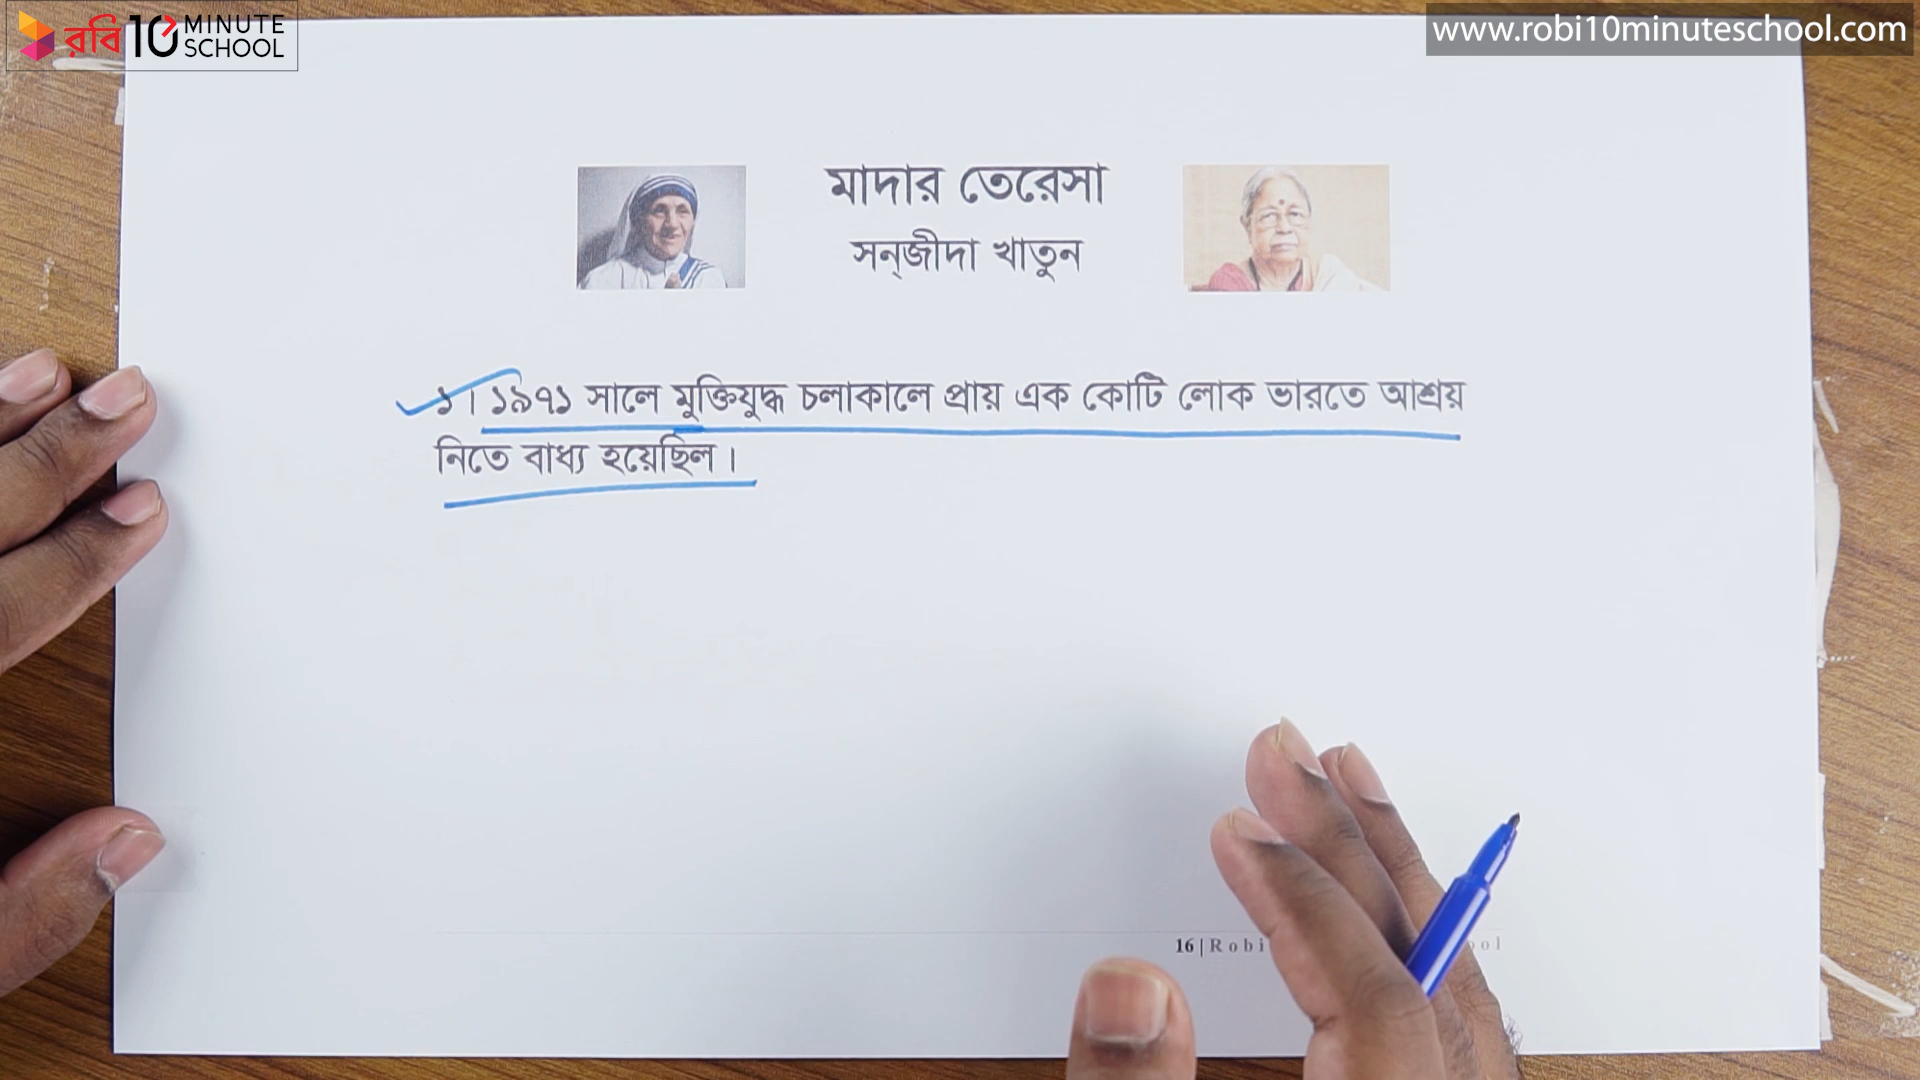 রবি 10 MINUTE SCHOOL
www.robi10minuteschool.com
মাদার তেরেসা
সন্‌জীদা খাতুন
১। ১৯৭১ সালে মুক্তিযুদ্ধ চলাকালে প্রায় এক কোটি লোক ভারতে আশ্রয়
নিতে বাধ্য হয়েছিল।
16 | Robi